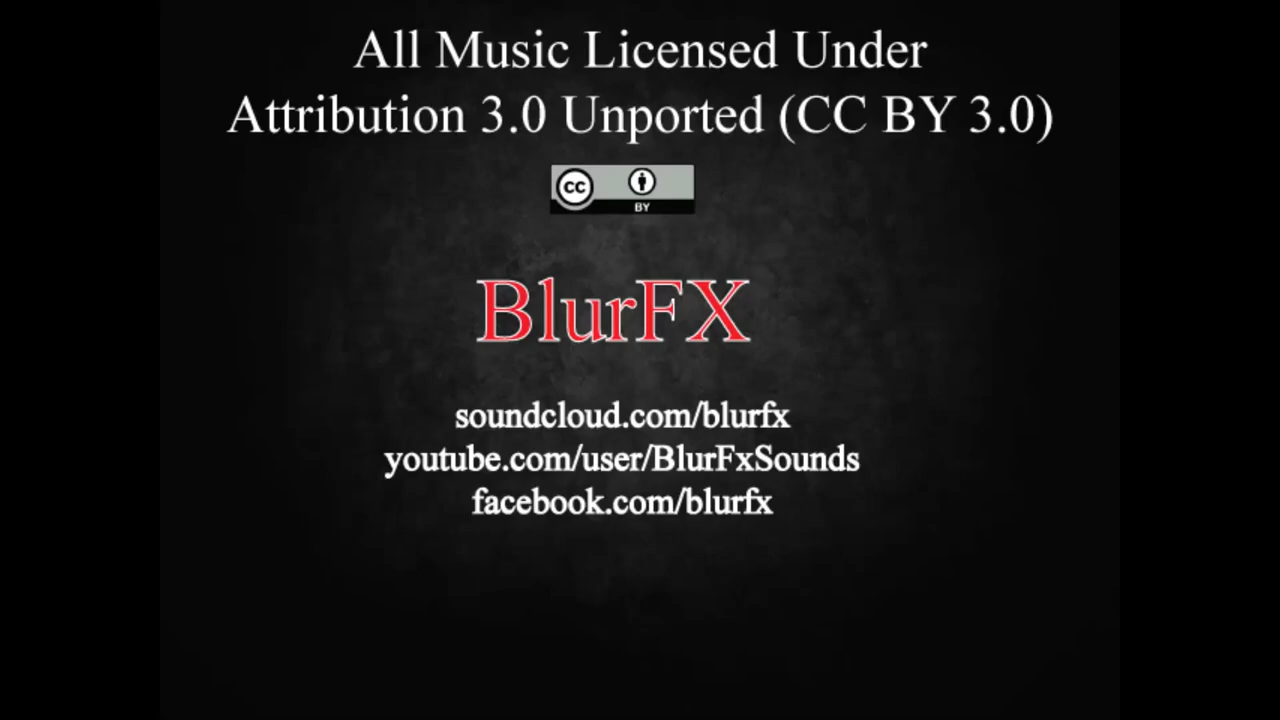 All Music Licensed Under
Attribution 3.0 Unported (CC BY 3.0)
cc
BY
BlurFX
soundcloud.com/blurfx
youtube.com/user/BlurFxSounds
facebook.com/blurfx